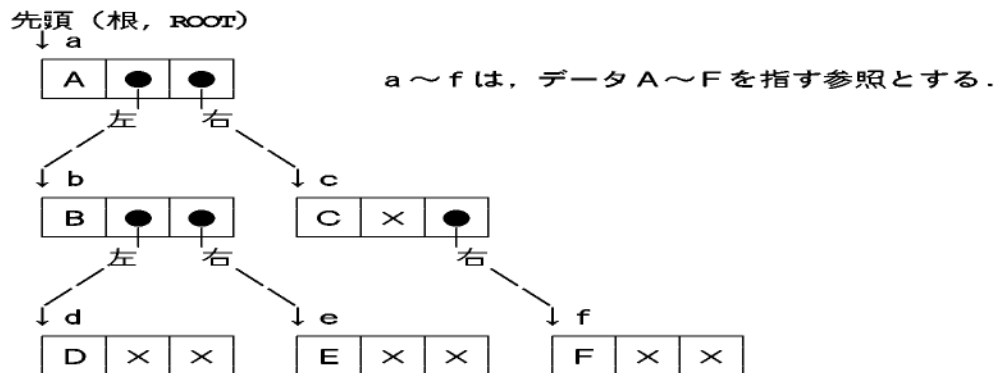 先頭（根，ROOT）
↓ a
A ● ● a～fは，データA～Fを指す参照とする．
左 右
↓ b ↓ c
B ● ● C × ●
左 右 右
↓ d ↓ e ↓ f
D × × E × × F × ×